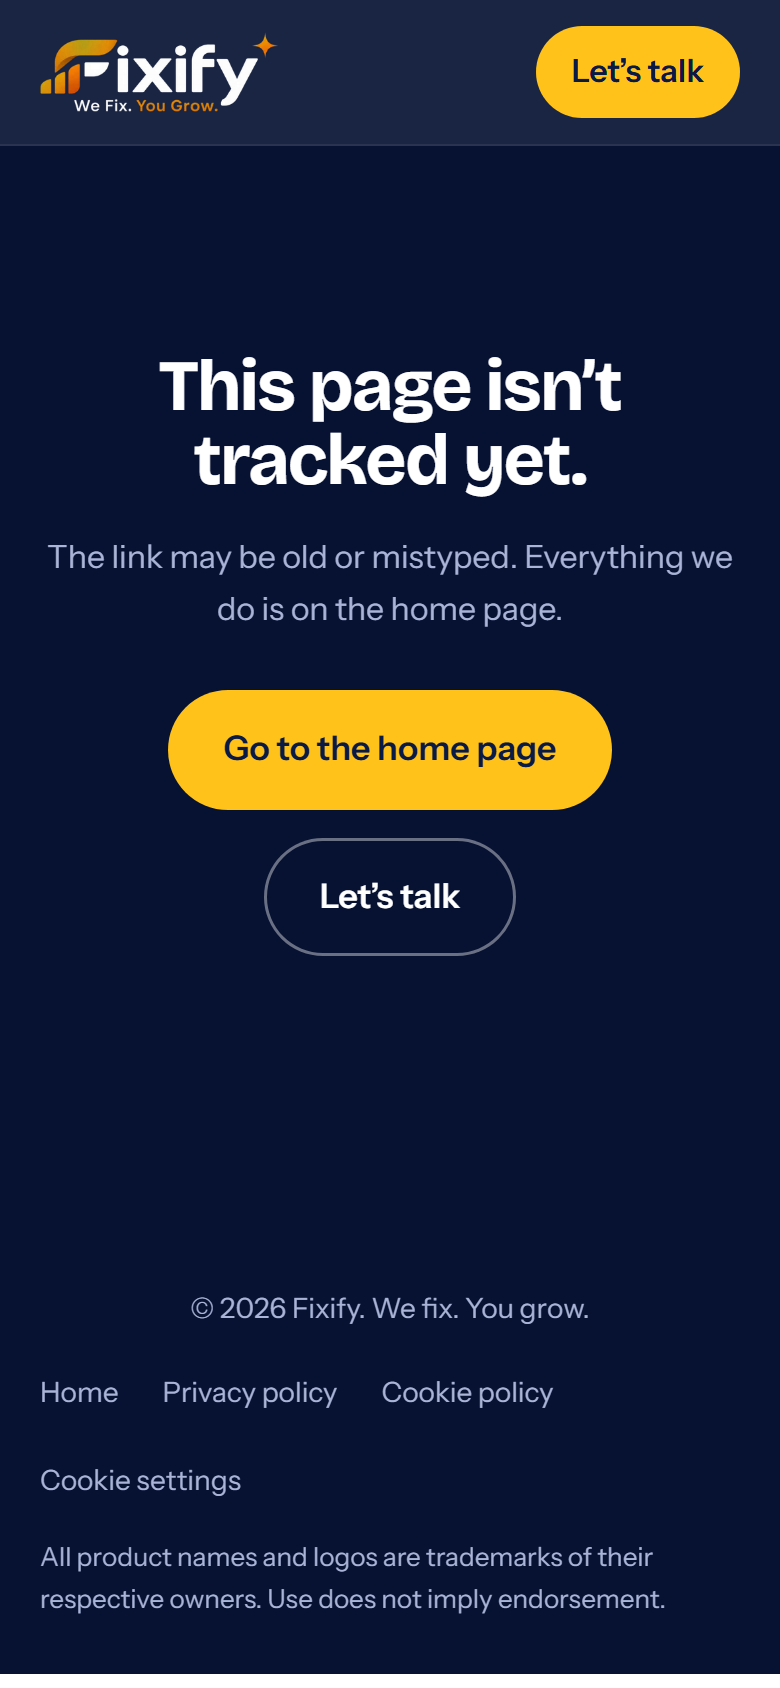 Fixify
We Fix. You Grow.
Let’s talk
This page isn’t
tracked yet.
The link may be old or mistyped. Everything we
do is on the home page.
Go to the home page
Let’s talk
© 2026 Fixify. We fix. You grow.
Home Privacy policy Cookie policy
Cookie settings
All product names and logos are trademarks of their
respective owners. Use does not imply endorsement.